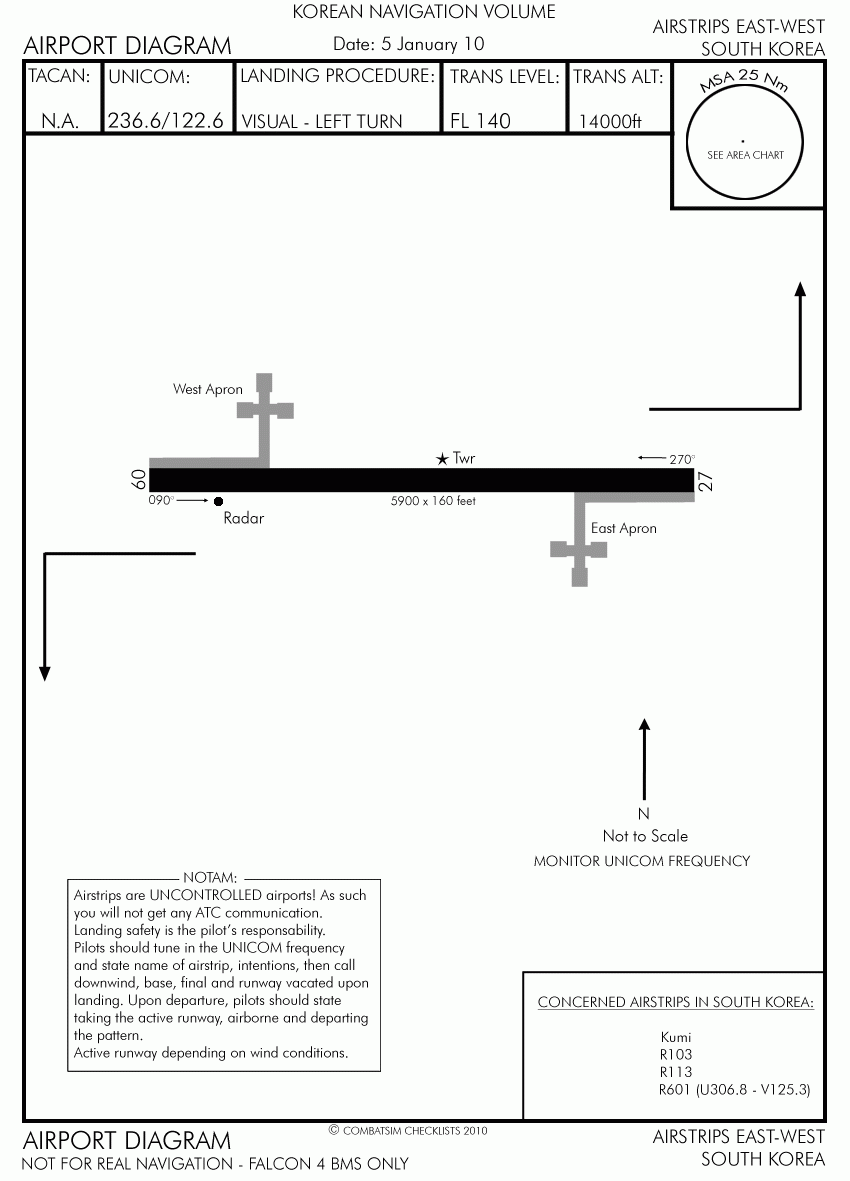 KOREAN NAVIGATION VOLUME
AIRPORT DIAGRAM
Date: 5 January 10
AIRSTRIPS EAST-WEST
SOUTH KOREA
TACAN:
N.A.
UNICOM:
236.6/122.6
LANDING PROCEDURE:
VISUAL - LEFT TURN
TRANS LEVEL:
FL 140
TRANS ALT:
14000ft
MSA 25 Nm
SEE AREA CHART
West Apron
Twr
270°
09
27
090°
Radar
5900 x 160 feet
East Apron
N
Not to Scale
MONITOR UNICOM FREQUENCY
NOTAM:
Airstrips are UNCONTROLLED airports! As such
you will not get any ATC communication.
Landing safety is the pilot's responsability.
Pilots should tune in the UNICOM frequency
and state name of airstrip, intentions, then call
downwind, base, final and runway vacated upon
landing. Upon departure, pilots should state
taking the active runway, airborne and departing
the pattern.
Active runway depending on wind conditions.
CONCERNED AIRSTRIPS IN SOUTH KOREA:
Kumi
R103
R113
R601 (U306.8 - V125.3)
© COMBATSIM CHECKLISTS 2010
AIRPORT DIAGRAM
NOT FOR REAL NAVIGATION - FALCON 4 BMS ONLY
AIRSTRIPS EAST-WEST
SOUTH KOREA